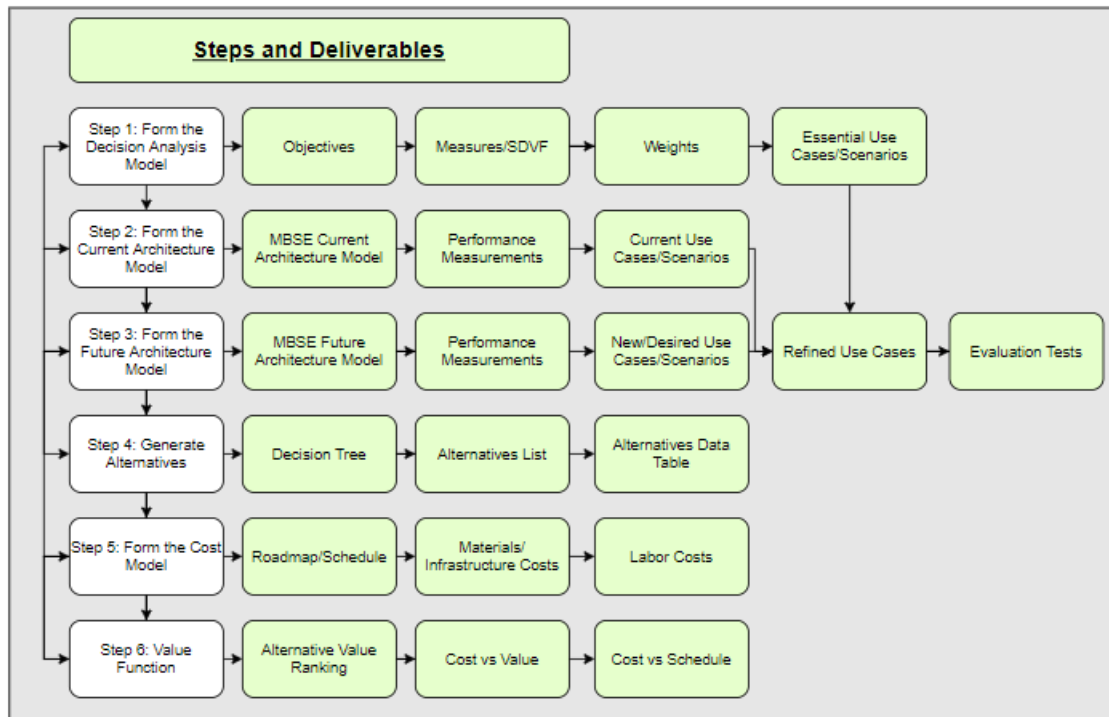 Steps and Deliverables
Step 1: Form the
Decision Analysis
Model
Objectives
Measures/SDVF
Weights
Essential Use
Cases/Scenarios
Step 2: Form the
Current Architecture
Model
MBSE Current
Architecture Model
Performance
Measurements
Current Use
Cases/Scenarios
Step 3: Form the
Future Architecture
Model
MBSE Future
Architecture Model
Performance
Measurements
New/Desired Use
Cases/Scenarios
Refined Use Cases
Evaluation Tests
Step 4: Generate
Alternatives
Decision Tree
Alternatives List
Alternatives Data
Table
Step 5: Form the Cost
Model
Roadmap/Schedule
Materials/
Infrastructure Costs
Labor Costs
Step 6: Value
Function
Alternative Value
Ranking
Cost vs Value
Cost vs Schedule